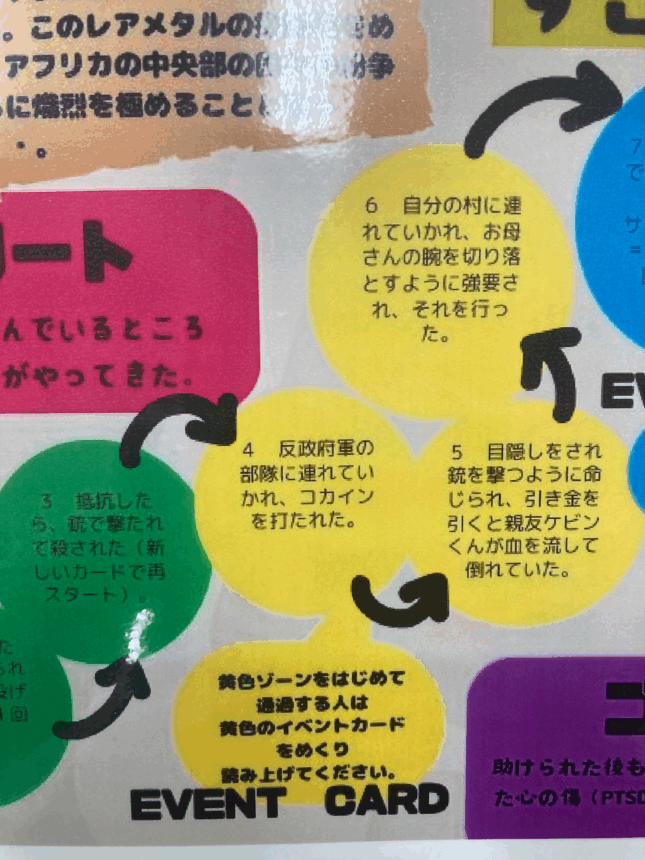 。このレアメタルの
アフリカの中央部の
に熾烈を極めること
・。
リート
んでいるところ
がやってきた。
6 自分の村に連
れていかれ、お母
さんの腕を切り落
とすように強要さ
れ、それを行っ
た。
4 反政府軍の
部隊に連れてい
かれ、コカイン
を打たれた。
5 目隠しをされ
銃を撃つように命
じられ、引き金を
引くと親友ケビン
くんが血を流して
倒れていた。
3 抵抗した
ら、銃で撃たれ
て殺された（新
しいカードで再
スタート）。
黄色ゾーンをはじめて
通過する人は
黄色のイベントカード
をめくり
読み上げてください。
EVENT CARD
助けられた後も
た心の傷（PTSD